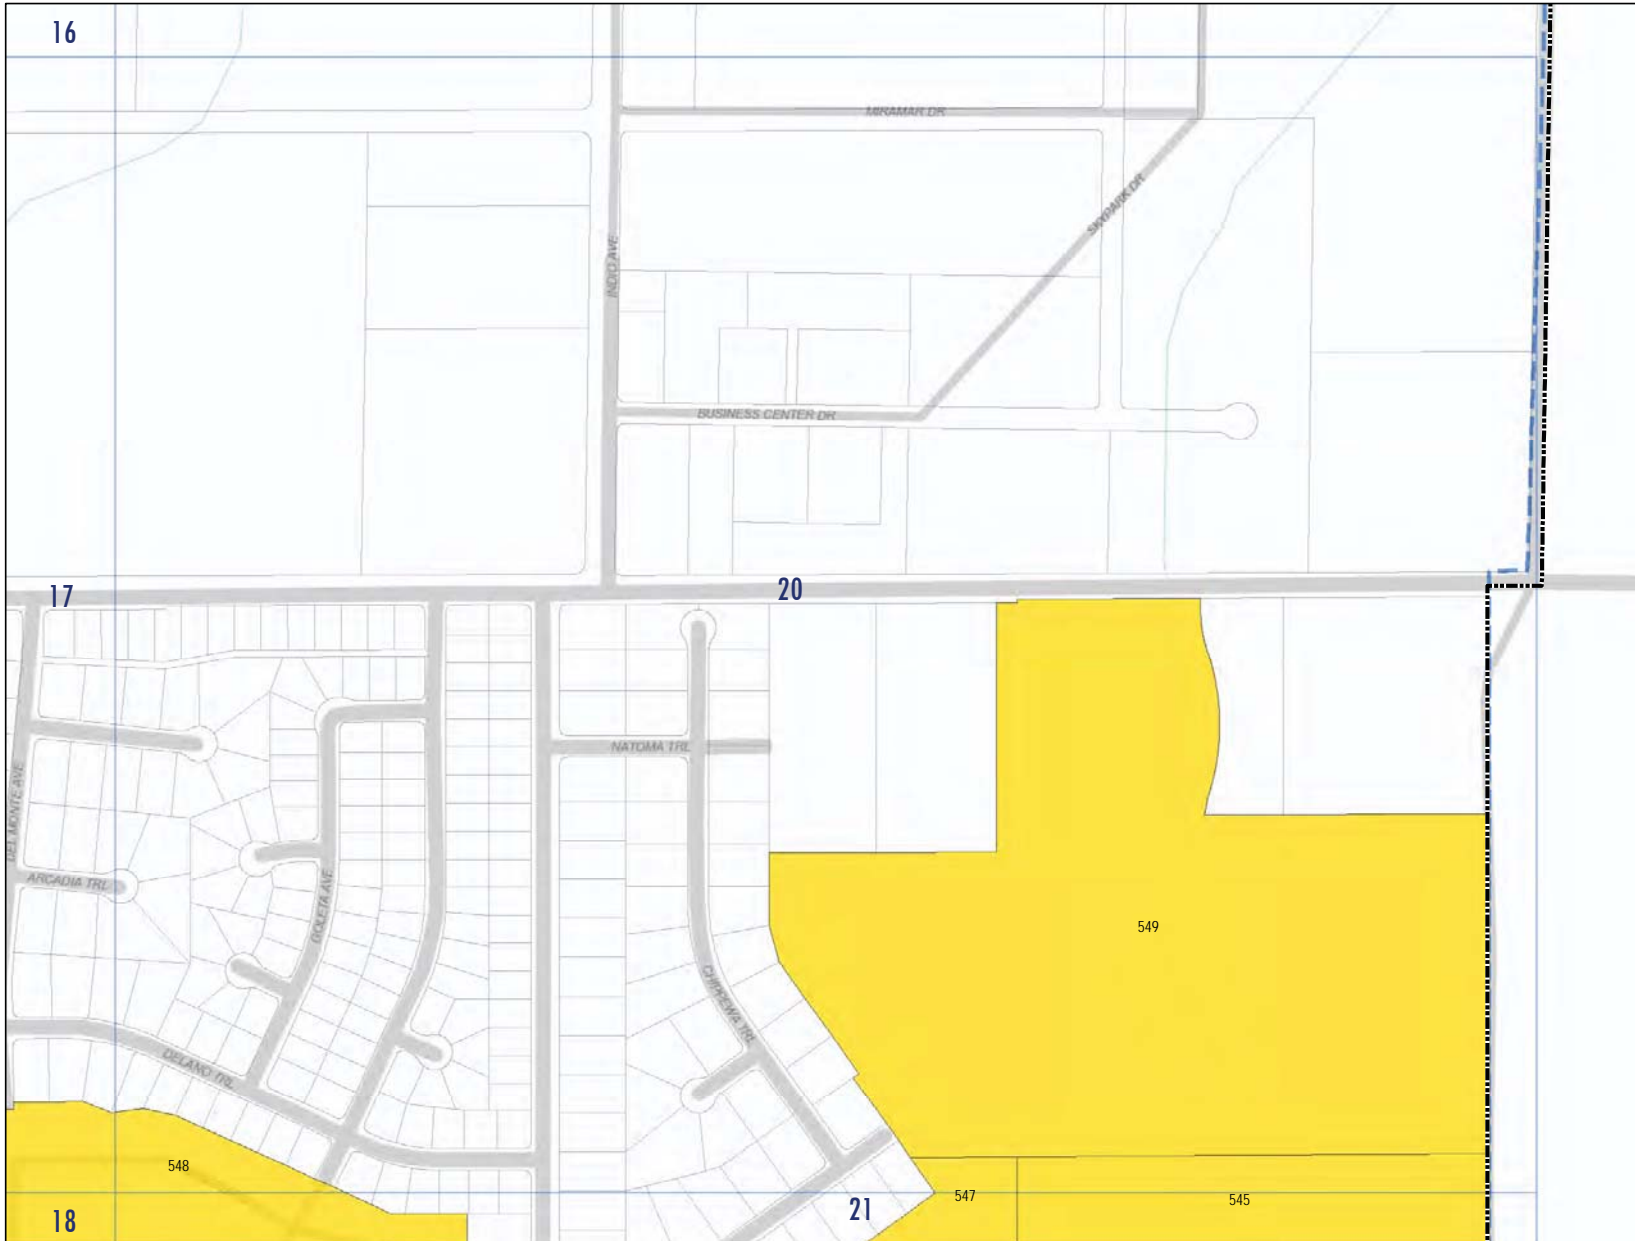 16
MIRAMAR DR
SKYPARK DR
INDIO AVE
BUSINESS CENTER DR
17
20
NATOMA TRL
DEL MONTE AVE
ARCADIA TRL
GOLETA AVE
549
CHIPPEWA TRL
DELANO TRL
548
547
545
18
21